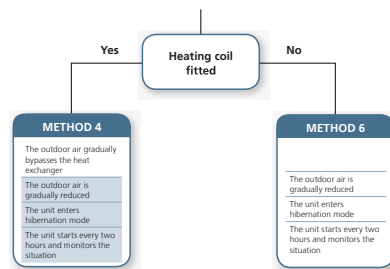 Yes
Heating coil
fitted
No
METHOD 4
The outdoor air gradually
bypasses the heat
exchanger
The outdoor air is
gradually reduced
The unit enters
hibernation mode
The unit starts every two
hours and monitors the
situation
METHOD 6
The outdoor air is
gradually reduced
The unit enters
hibernation mode
The unit starts every two
hours and monitors the
situation